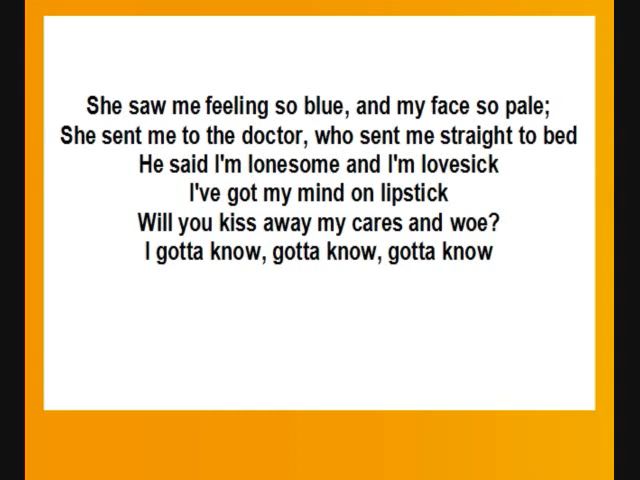 She saw me feeling so blue, and my face so pale;
She sent me to the doctor, who sent me straight to bed
He said I'm lonesome and I'm lovesick
I've got my mind on lipstick
Will you kiss away my cares and woe?
I gotta know, gotta know, gotta know